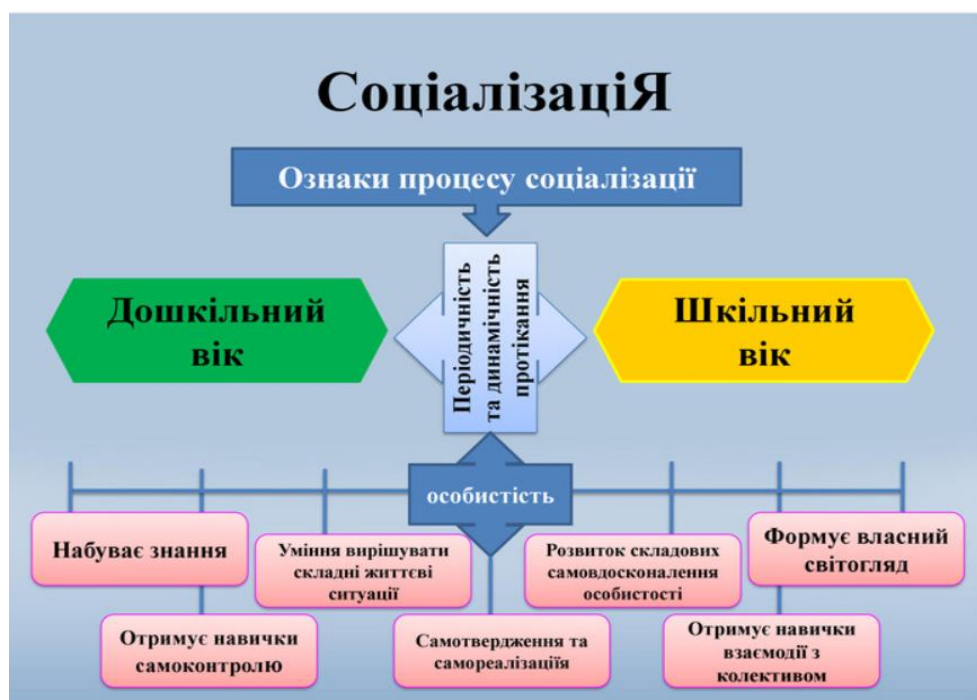 СоціалізаціЯ
Ознаки процесу соціалізації
Дошкільний
вік
Періодичність
та динамічність
протікання
Шкільний
вік
особистість
Набуває знання
Уміння вирішувати
складні життєві
ситуації
Розвиток складових
самовдосконалення
особистості
Формує власний
світогляд
Отримує навички
самоконтролю
Самотвердження та
самореалізаціія
Отримує навички
взаємодії з
колективом